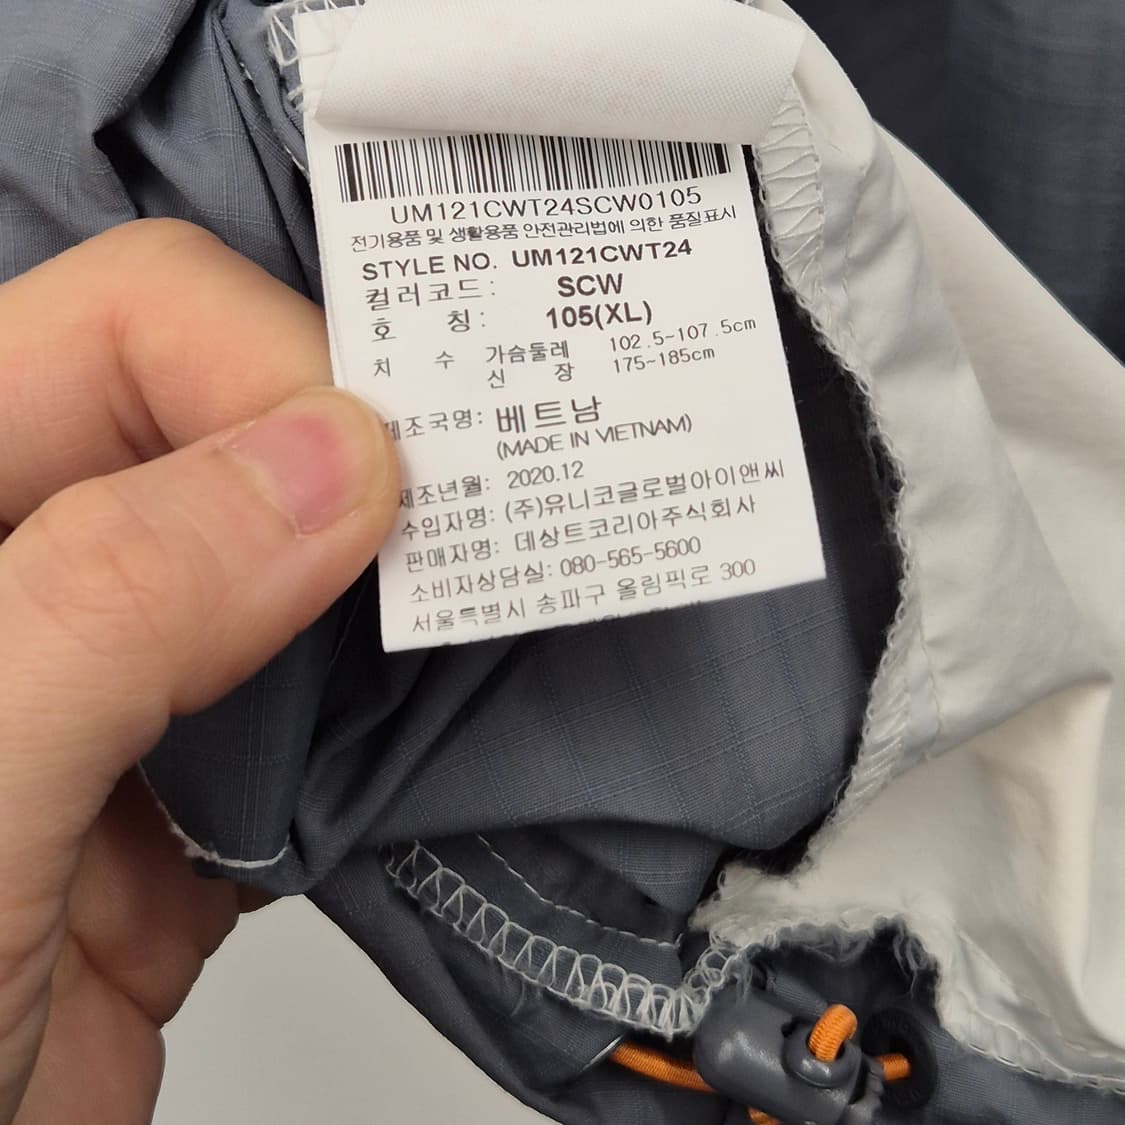 UM121CWT24SCW0105
전기용품 및 생활용품 안전관리법에 의한 품질표시
STYLE NO. UM121CWT24
컬러코드: SCW
호 칭: 105(XL)
치 수 가슴둘레 102.5~107.5cm
신 장 175~185cm
제조국명: 베트남
(MADE IN VIETNAM)
제조년월: 2020.12
수입자명: (주)유니코글로벌아이앤씨
판매자명: 데상트코리아주식회사
소비자상담실: 080-565-5600
서울특별시 송파구 올림픽로 300